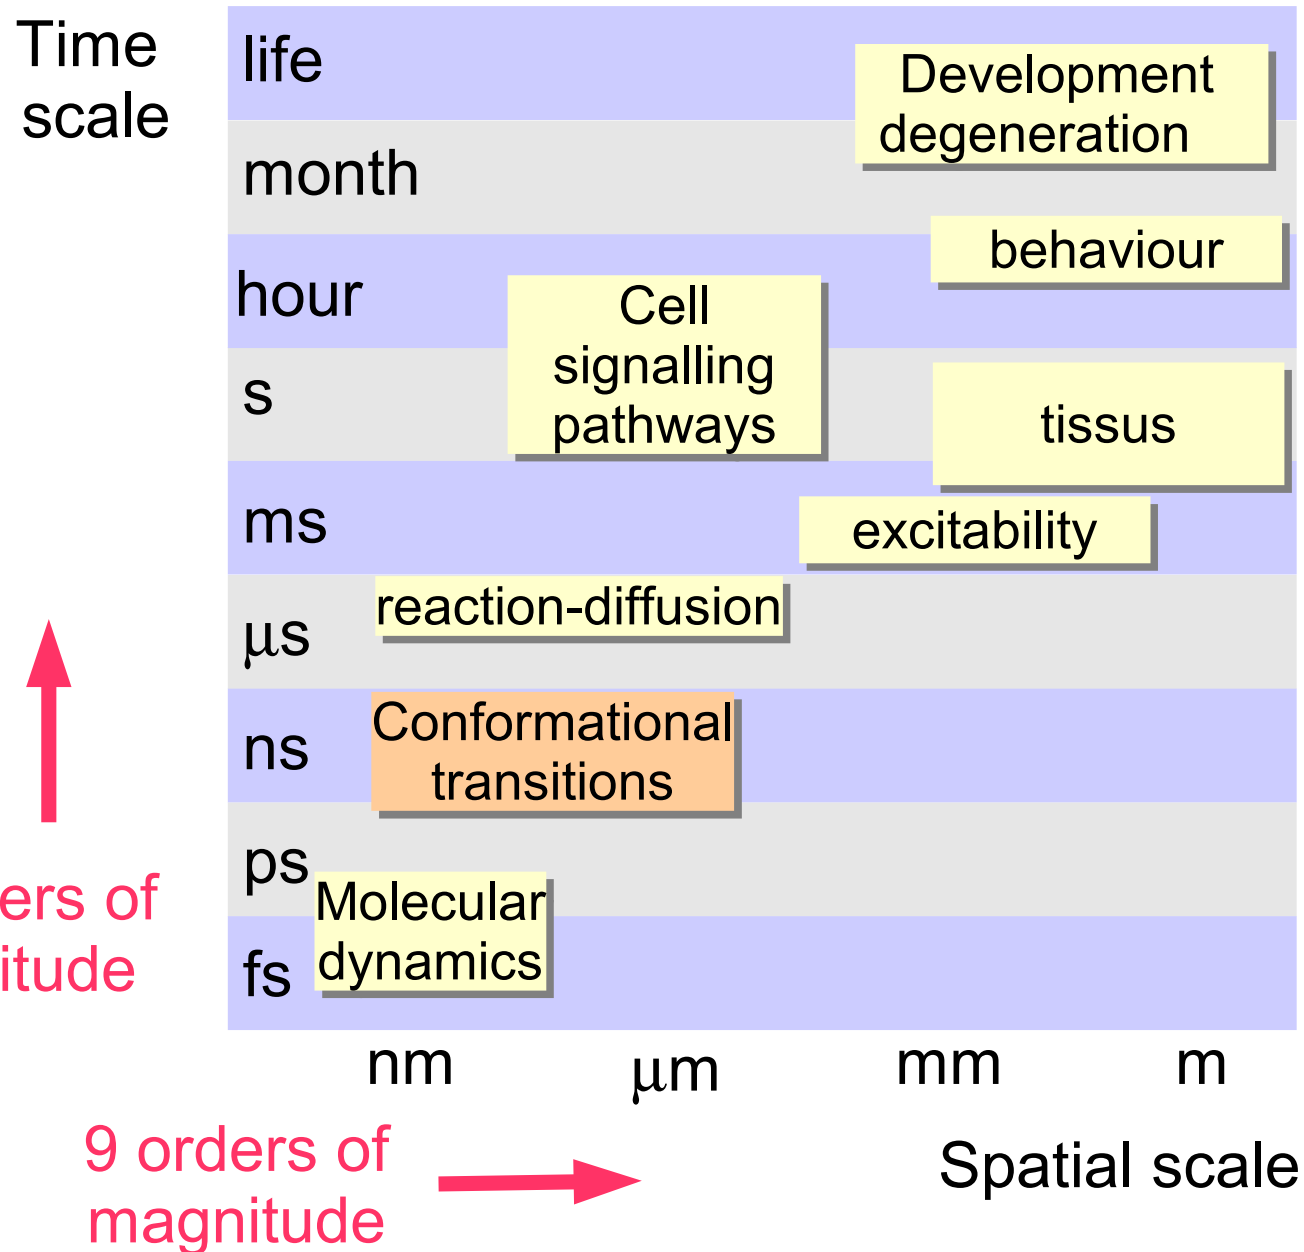 Time
scale
life
Development
degeneration
month
behaviour
hour
Cell
signalling
pathways
s
tissus
ms
excitability
reaction-diffusion
μs
Conformational
transitions
ns
ps
Molecular
dynamics
fs
ers of
itude
nm μm mm m
9 orders of
magnitude
Spatial scale